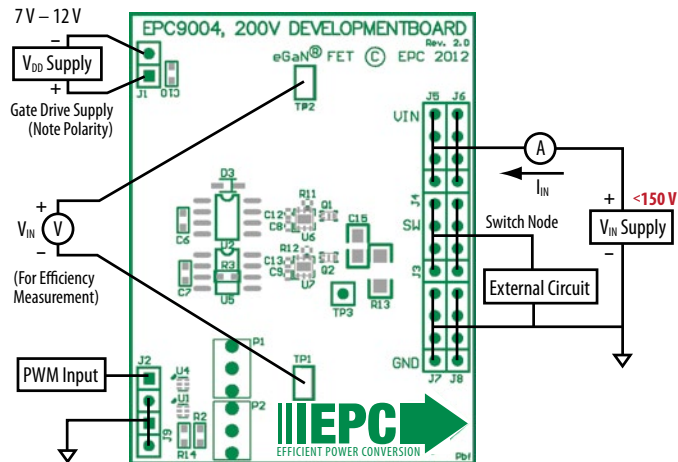 7 V – 12 V
–
VDD Supply
+
Gate Drive Supply
(Note Polarity)
EPC9004, 200V DEVELOPMENTBOARD
Rev. 2.0
eGaN® FET © EPC 2012
J1
C10
TP2
J5 J6
VIN
A
IIN
+
<150 V
VIN Supply
–
D3
R11
C12
C8
Q1
U6
C6
U2
C15
J4
SW
Switch Node
+
VIN
V
–
(For Efficiency
Measurement)
R12
C13
C9
Q2
U7
C7
R3
U5
TP3
R13
J3
External Circuit
GND
J7 J8
PWM Input
J2
U4
U1
P1
TP1
P2
J9
R2
R14
EPC
EFFICIENT POWER CONVERSION
Pbf